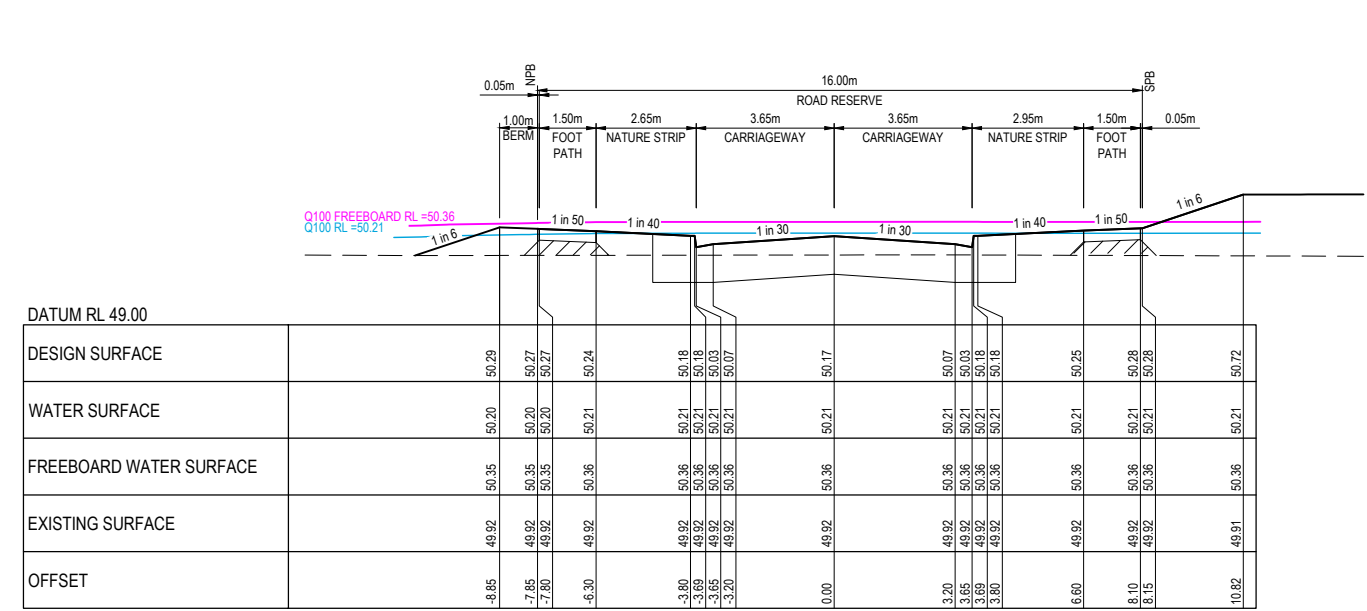 16.00m
ROAD RESERVE
0.05m
NPB
SPB
1.00m
BERM
1.50m
FOOT
PATH
2.65m
NATURE STRIP
3.65m
CARRIAGEWAY
3.65m
CARRIAGEWAY
2.95m
NATURE STRIP
1.50m
FOOT
PATH
0.05m
Q100 FREEBOARD RL =50.36
Q100 RL =50.21
1 in 6
1 in 50
1 in 40
1 in 30
1 in 30
1 in 40
1 in 50
1 in 6
DATUM RL 49.00
DESIGN SURFACE 50.29 50.27 50.27 50.24 50.18 50.18 50.03 50.07 50.17 50.07 50.03 50.18 50.18 50.25 50.28 50.28 50.72
WATER SURFACE 50.20 50.20 50.20 50.21 50.21 50.21 50.21 50.21 50.21 50.21 50.21 50.21 50.21 50.21 50.21 50.21 50.21
FREEBOARD WATER SURFACE 50.35 50.35 50.35 50.36 50.36 50.36 50.36 50.36 50.36 50.36 50.36 50.36 50.36 50.36 50.36 50.36 50.36
EXISTING SURFACE 49.92 49.92 49.92 49.92 49.92 49.92 49.92 49.92 49.92 49.92 49.92 49.92 49.92 49.92 49.92 49.92 49.91
OFFSET -8.85 -7.85 -7.80 -6.30 -3.80 -3.69 -3.65 -3.20 0.00 3.20 3.65 3.69 3.80 6.60 8.10 8.15 10.82